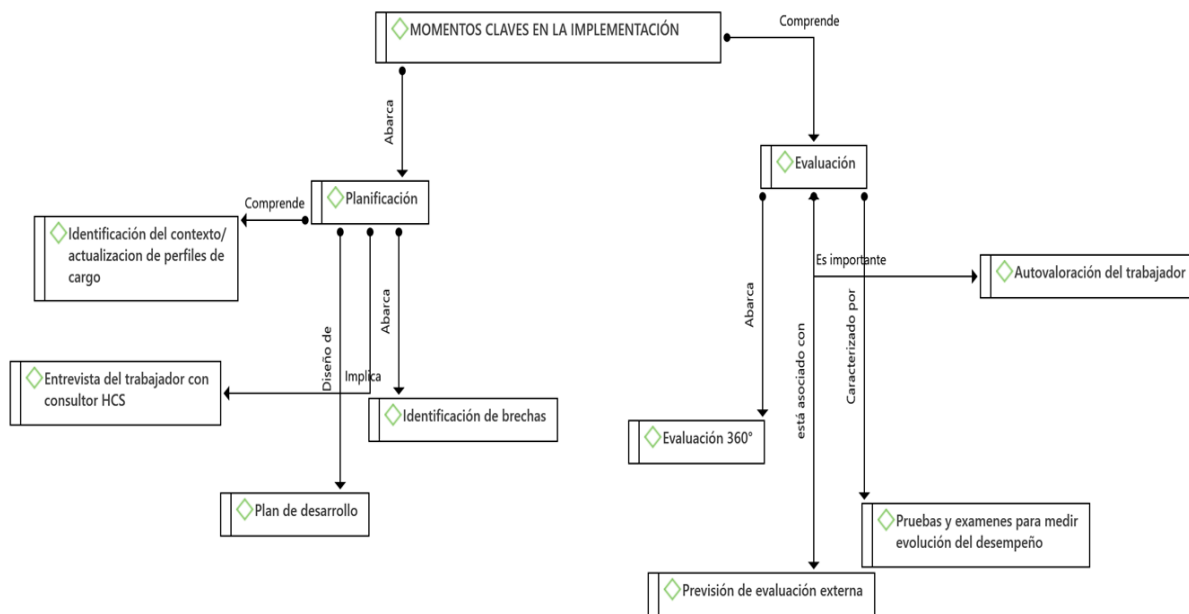 MOMENTOS CLAVES EN LA IMPLEMENTACIÓN
Comprende
Abarca
Evaluación
Planificación
Comprende
Identificación del contexto/
actualizacion de perfiles de
cargo
Es importante
Autovaloración del trabajador
Abarca
Diseño de
Implica
Abarca
está asociado con
Caracterizado por
Entrevista del trabajador con
consultor HCS
Identificación de brechas
Evaluación 360°
Plan de desarrollo
Pruebas y examenes para medir
evolución del desempeño
Previsión de evaluación externa